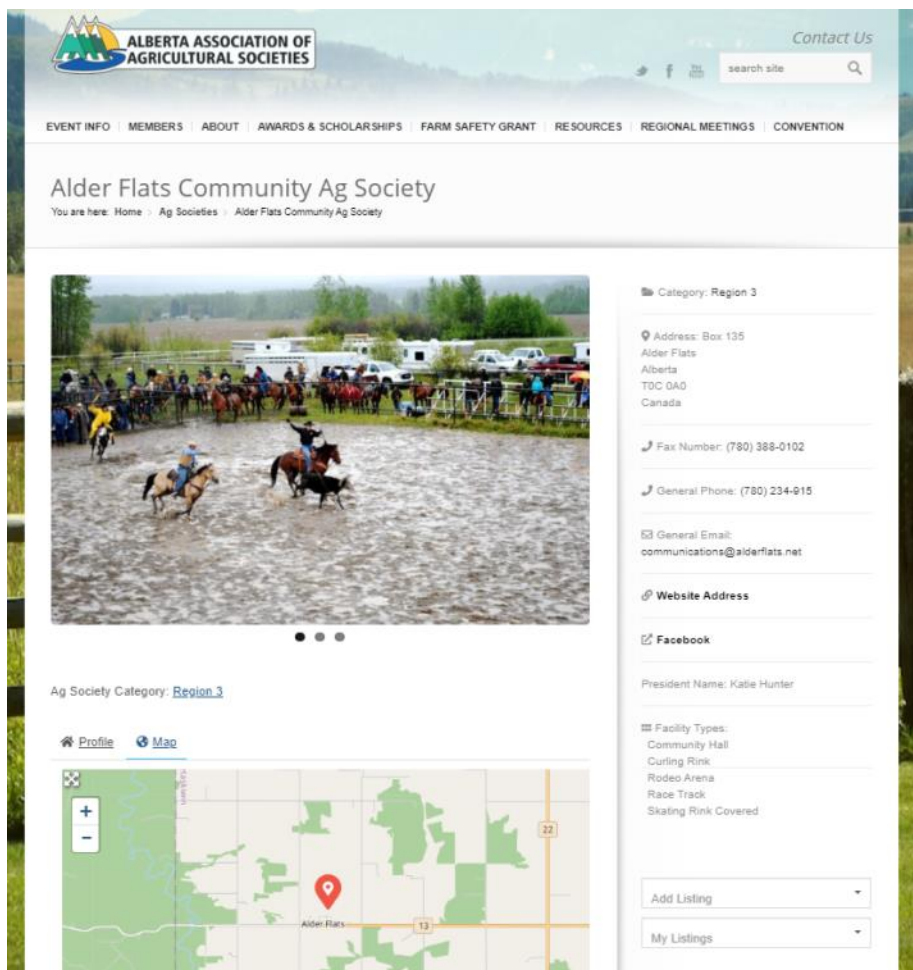 ALBERTA ASSOCIATION OF
AGRICULTURAL SOCIETIES
Contact Us
search site
EVENT INFO MEMBERS ABOUT AWARDS & SCHOLARSHIPS FARM SAFETY GRANT RESOURCES REGIONAL MEETINGS CONVENTION
Alder Flats Community Ag Society
You are here: Home > Ag Societies > Alder Flats Community Ag Society
Category: Region 3
Address: Box 135
Alder Flats
Alberta
T0C 0A0
Canada
Fax Number: (780) 388-0102
General Phone: (780) 234-915
General Email:
communications@alderflats.net
Website Address
Facebook
President Name: Katie Hunter
Facility Types:
Community Hall
Curling Rink
Rodeo Arena
Race Track
Skating Rink Covered
Add Listing
My Listings
Ag Society Category: Region 3
Profile Map
+
−
22
Alder Flats
13